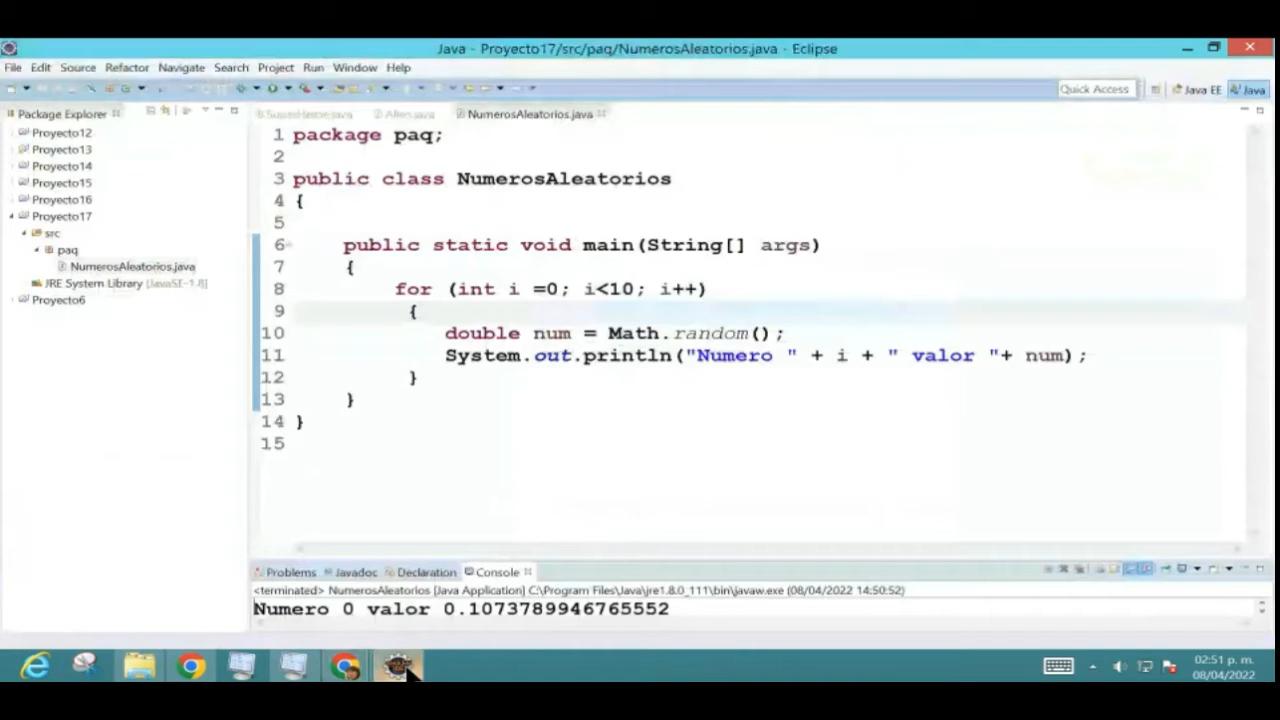 Java - Proyecto17/src/paq/NumerosAleatorios.java - Eclipse
File Edit Source Refactor Navigate Search Project Run Window Help
Quick Access Java EE Java
Package Explorer
Proyecto12
Proyecto13
Proyecto14
Proyecto15
Proyecto16
Proyecto17
src
paq
NumerosAleatorios.java
JRE System Library [JavaSE-1.8]
Proyecto6
NumerosAleatorios.java
1 package paq;
2
3 public class NumerosAleatorios
4 {
5
6 public static void main(String[] args)
7 {
8 for (int i =0; i<10; i++)
9 {
10 double num = Math.random();
11 System.out.println("Numero " + i + " valor "+ num);
12 }
13 }
14 }
15
Problems Javadoc Declaration Console
<terminated> NumerosAleatorios [Java Application] C:\Program Files\Java\jre1.8.0_111\bin\javaw.exe (08/04/2022 14:50:52)
Numero 0 valor 0.1073789946765552
02:51 p. m.
08/04/2022